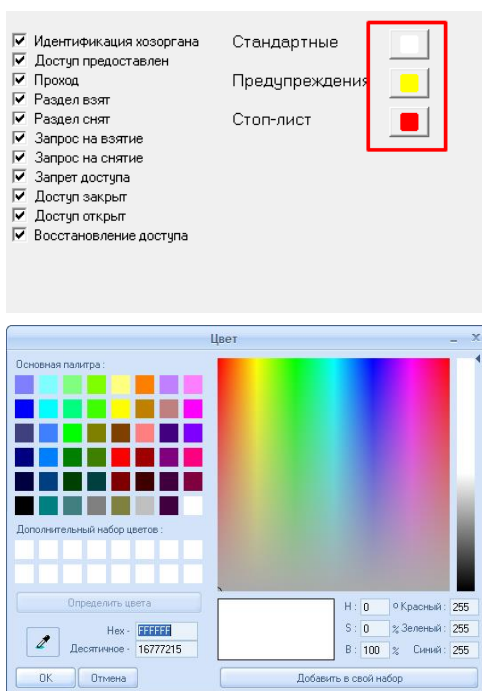 Идентификация хозоргана
Доступ предоставлен
Проход
Раздел взят
Раздел снят
Запрос на взятие
Запрос на снятие
Запрет доступа
Доступ закрыт
Доступ открыт
Восстановление доступа
Стандартные
Предупреждения
Стоп-лист
Цвет
Основная палитра :
Дополнительный набор цветов :
Определить цвета
Hex - FFFFFF
Десятичное - 16777215
OK Отмена
H : 0 ° Красный : 255
S : 0 % Зеленый : 255
B : 100 % Синий : 255
Добавить в свой набор